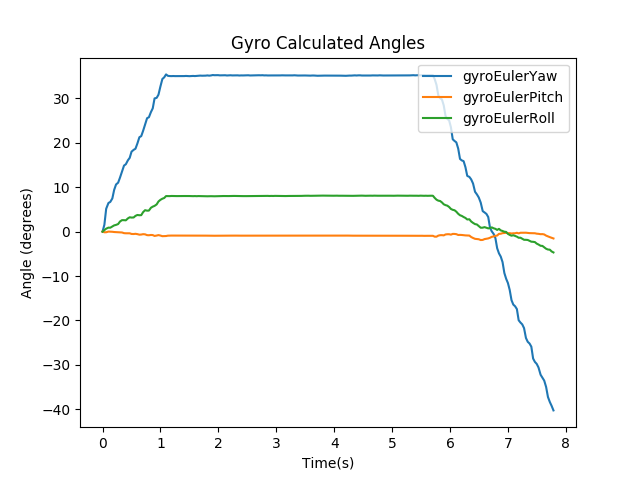 Gyro Calculated Angles
gyroEulerYaw
gyroEulerPitch
gyroEulerRoll
Angle (degrees)
30
20
10
0
−10
−20
−30
−40
0 1 2 3 4 5 6 7 8
Time(s)